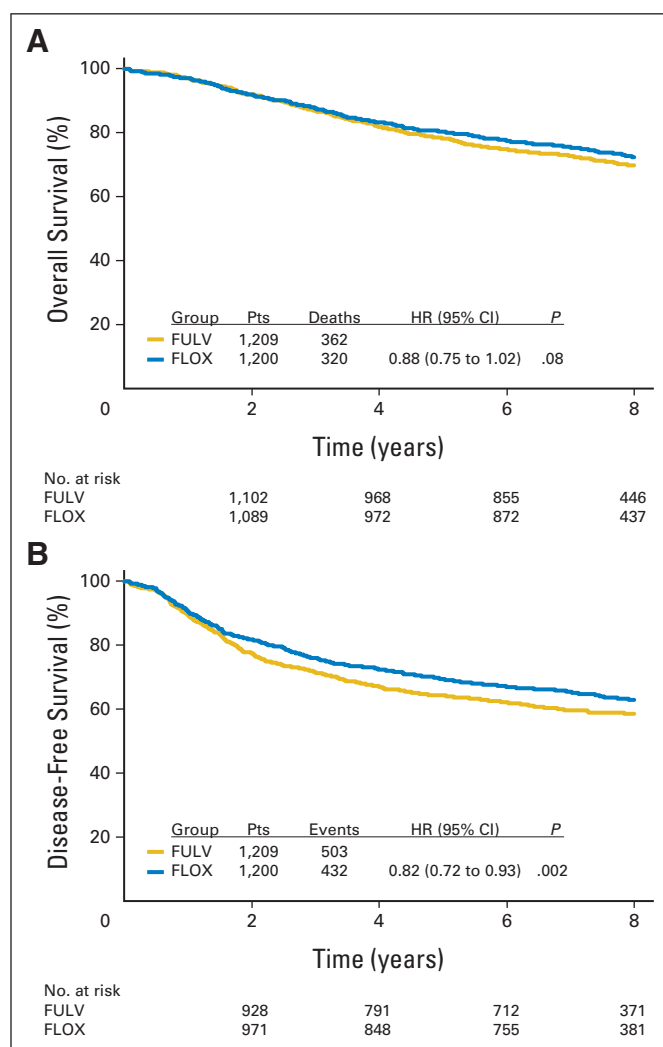 A
Overall Survival (%)
100
80
60
40
20
0
2
4
6
8
Time (years)
Group Pts Deaths HR (95% CI) P
FULV 1,209 362
FLOX 1,200 320 0.88 (0.75 to 1.02) .08
No. at risk
FULV 1,102 968 855 446
FLOX 1,089 972 872 437
B
Disease-Free Survival (%)
100
80
60
40
20
0
2
4
6
8
Time (years)
Group Pts Events HR (95% CI) P
FULV 1,209 503
FLOX 1,200 432 0.82 (0.72 to 0.93) .002
No. at risk
FULV 928 791 712 371
FLOX 971 848 755 381